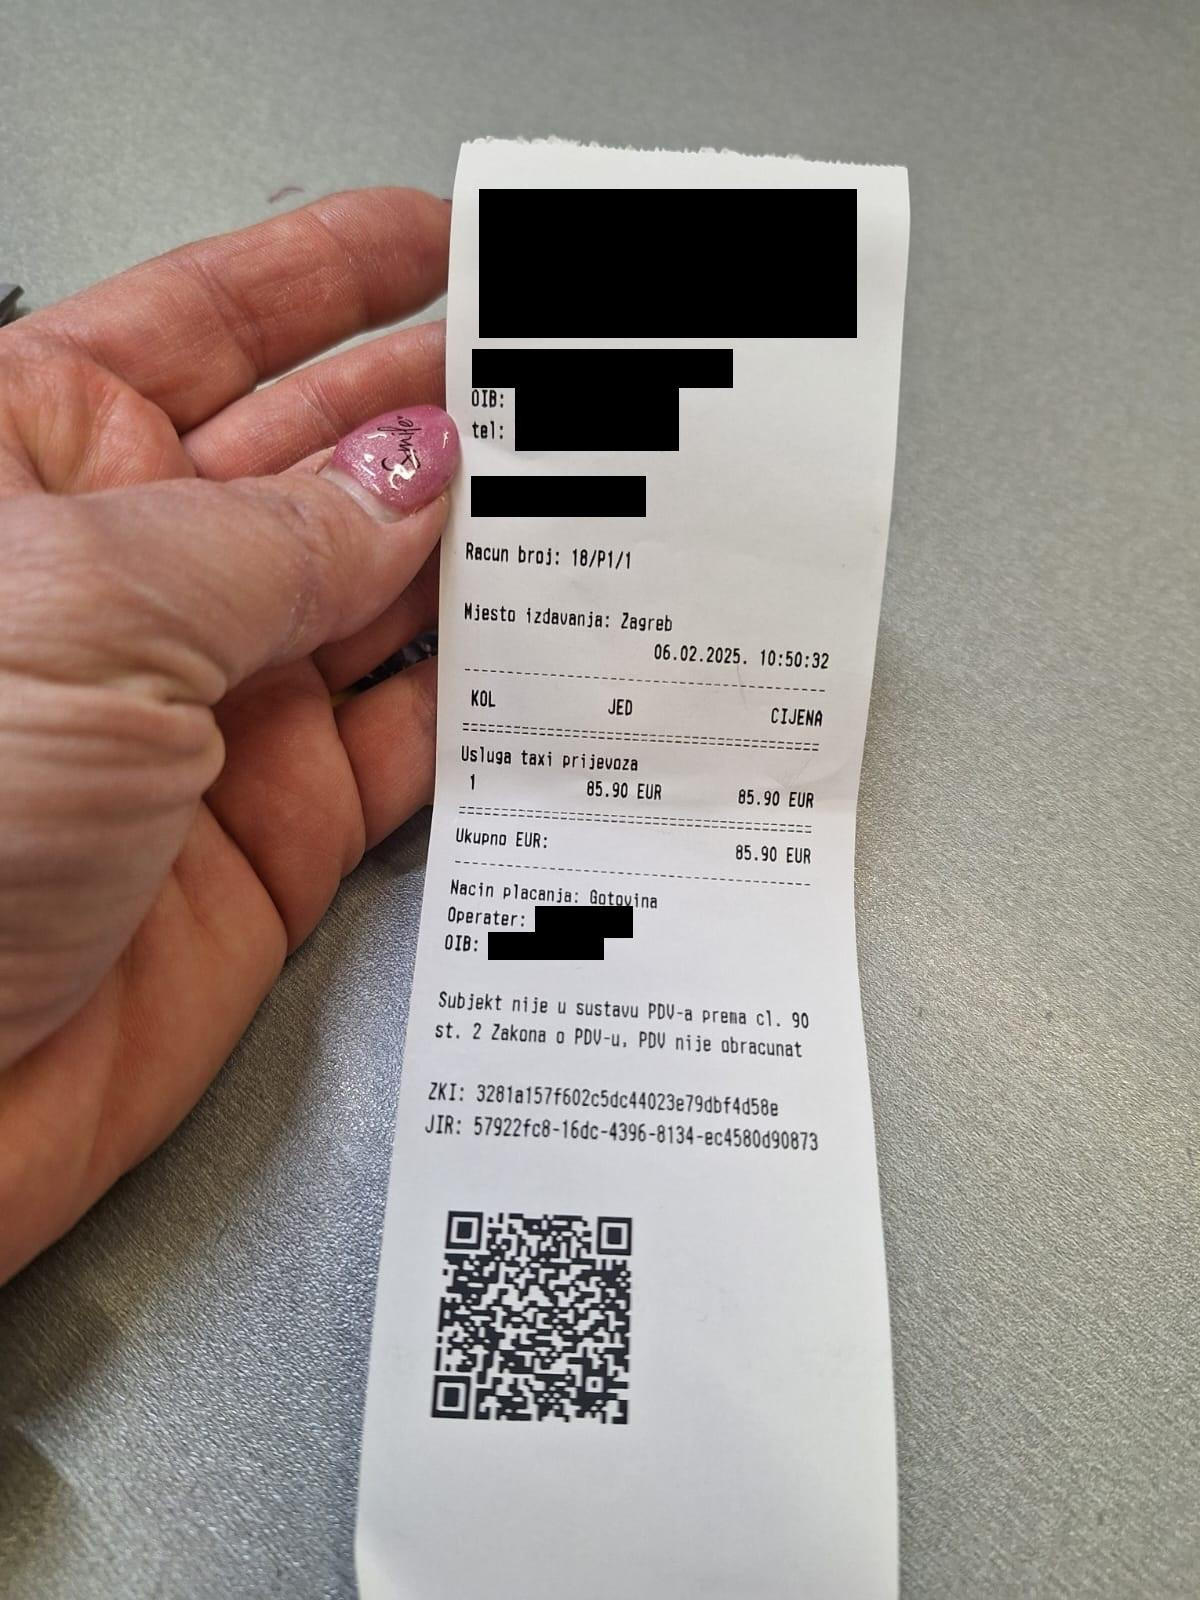 OIB:
tel:
Racun broj: 18/P1/1
Mjesto izdavanja: Zagreb
06.02.2025. 10:50:32
KOL JED CIJENA
Usluga taxi prijevoza
1 85.90 EUR 85.90 EUR
Ukupno EUR: 85.90 EUR
Nacin placanja: Gotovina
Operater:
OIB:
Subjekt nije u sustavu PDV-a prema cl. 90
st. 2 Zakona o PDV-u, PDV nije obracunat
ZKI: 3281a157f602c5dc44023e79dbf4d58e
JIR: 57922fc8-16dc-4396-8134-ec4580d90873
Smile